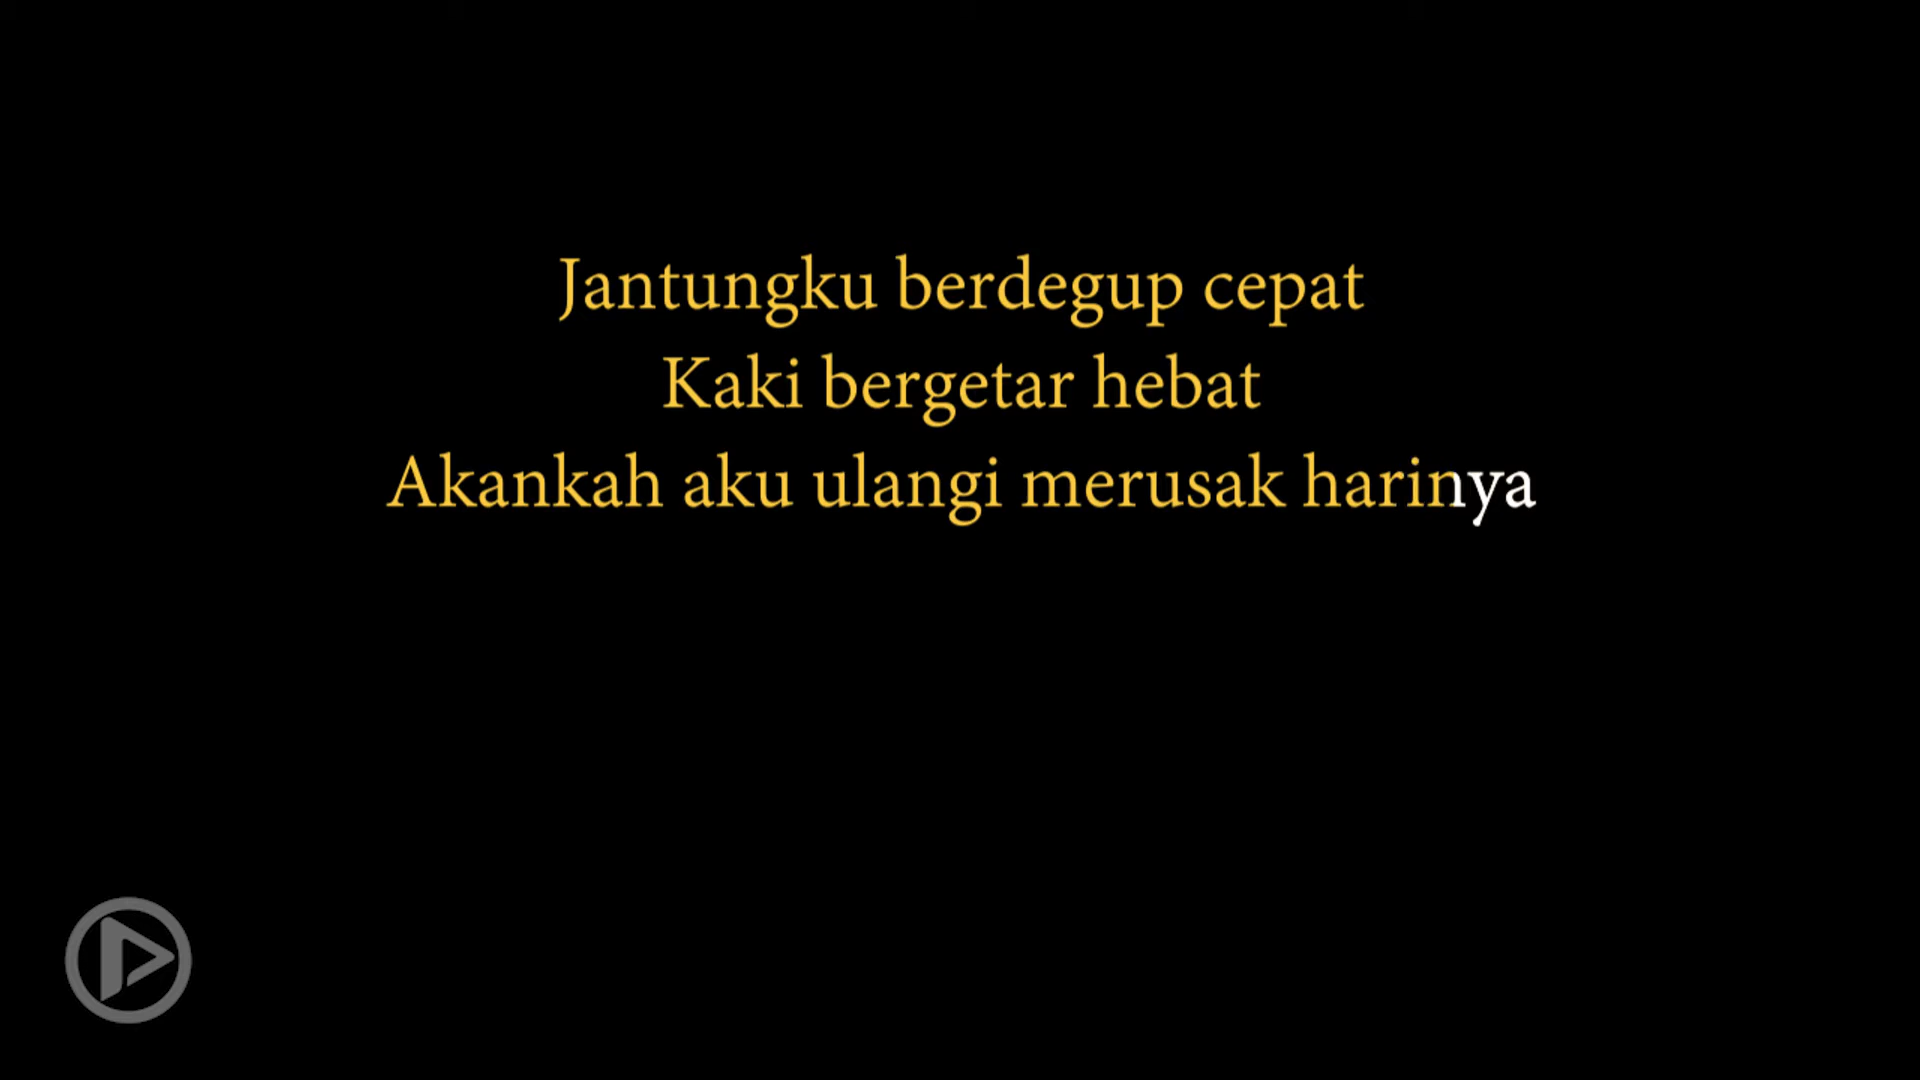 Jantungku berdegup cepat
Kaki bergetar hebat
Akankah aku ulangi merusak harinya